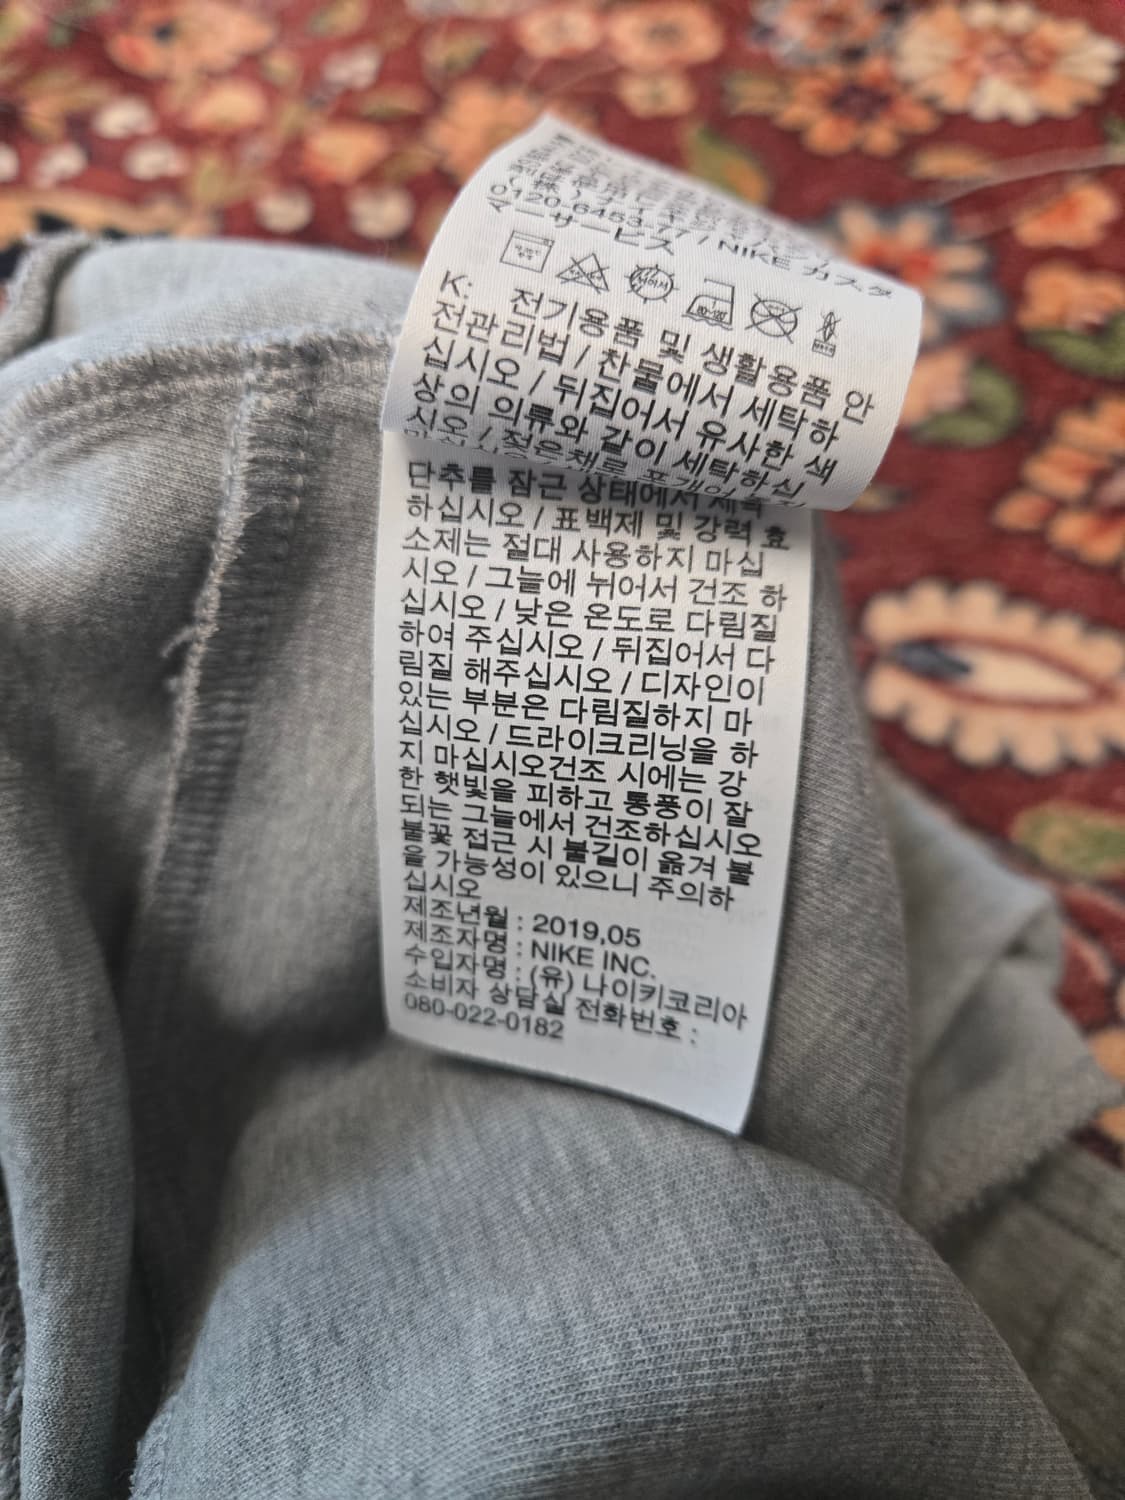 0120-6453-77 / NIKE カスタ
マーサービス
K: 전기용품 및 생활용품 안
전관리법 / 찬물에서 세탁하
십시오 / 뒤집어서 유사한 색
상의 의류와 같이 세탁하십
시오 / 젖은채로
단추를 잠근 상태에서 세탁
하십시오 / 표백제 및 강력 효
소제는 절대 사용하지 마십
시오 / 그늘에 뉘어서 건조 하
십시오 / 낮은 온도로 다림질
하여 주십시오 / 뒤집어서 다
림질 해주십시오 / 디자인이
있는 부분은 다림질하지 마
십시오 / 드라이크리닝을 하
지 마십시오건조 시에는 강
한 햇빛을 피하고 통풍이 잘
되는 그늘에서 건조하십시오
불꽃 접근 시 불길이 옮겨 붙
을 가능성이 있으니 주의하
십시오
제조년월 : 2019.05
제조자명 : NIKE INC.
수입자명 : (유) 나이키코리아
소비자 상담실 전화번호 :
080-022-0182